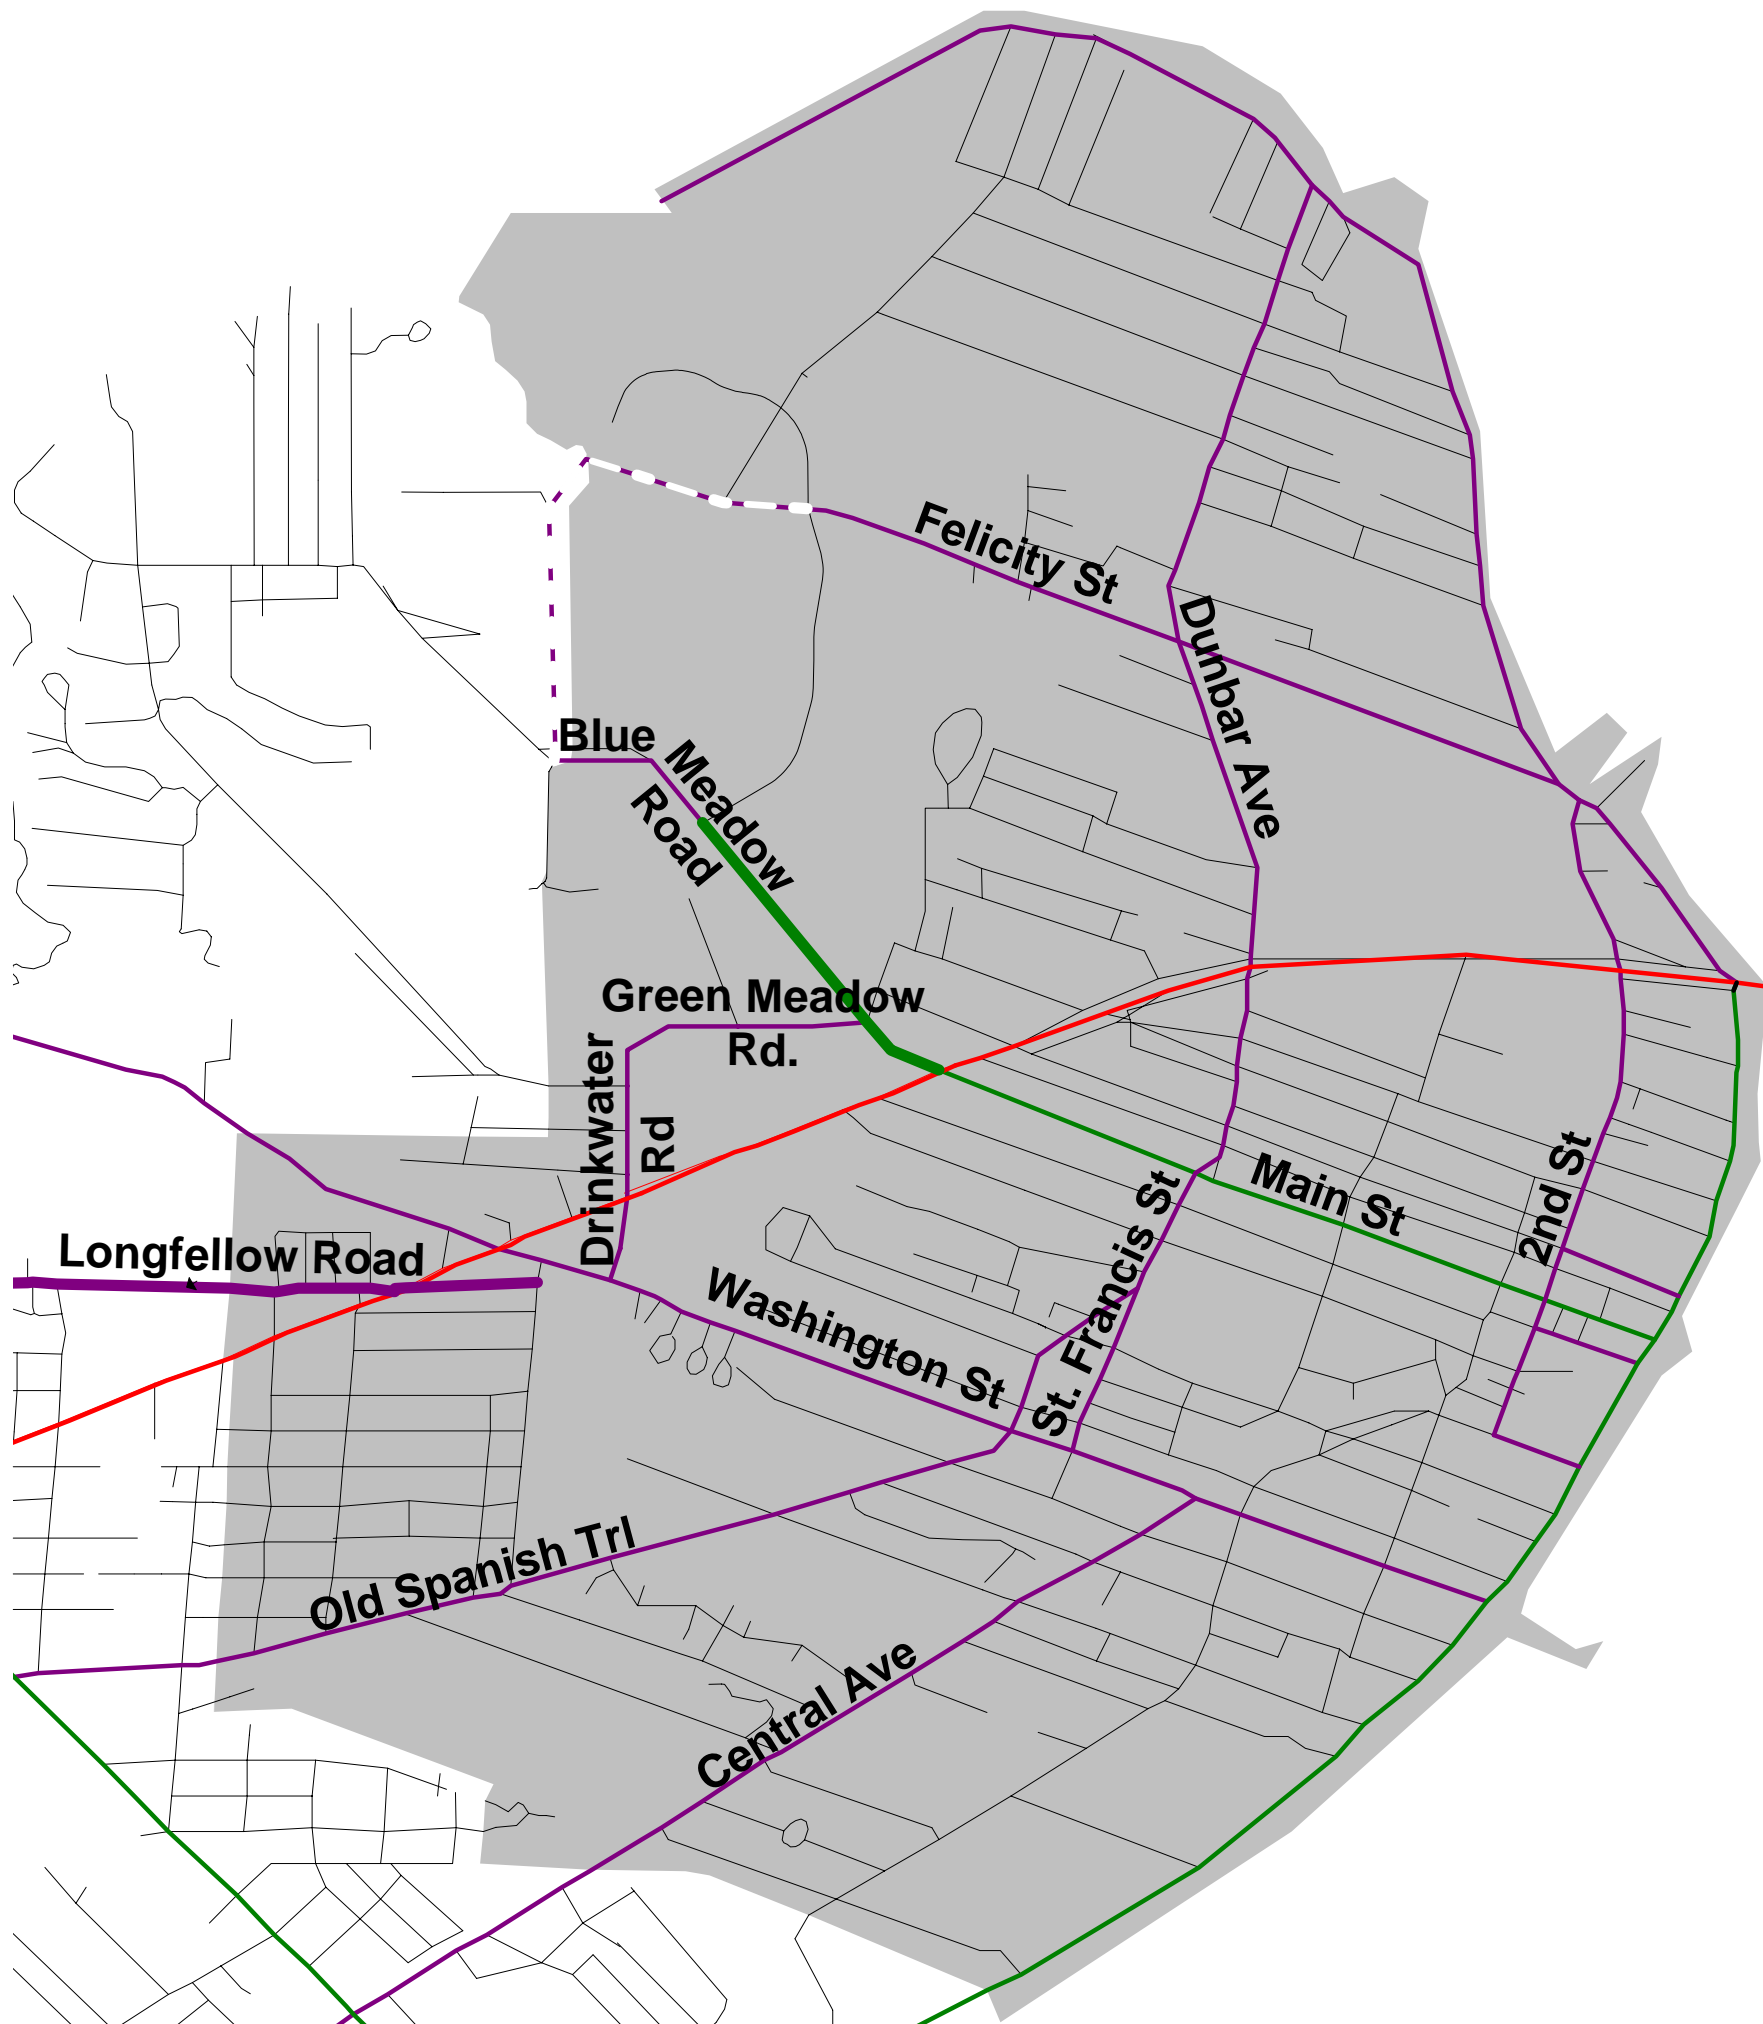 Felicity St
Dunbar Ave
Blue
Meadow
Road
Green Meadow
Rd.
Drinkwater
Rd
Main St
2nd St
St. Francis St
Longfellow Road
Washington St
Old Spanish Trl
Central Ave